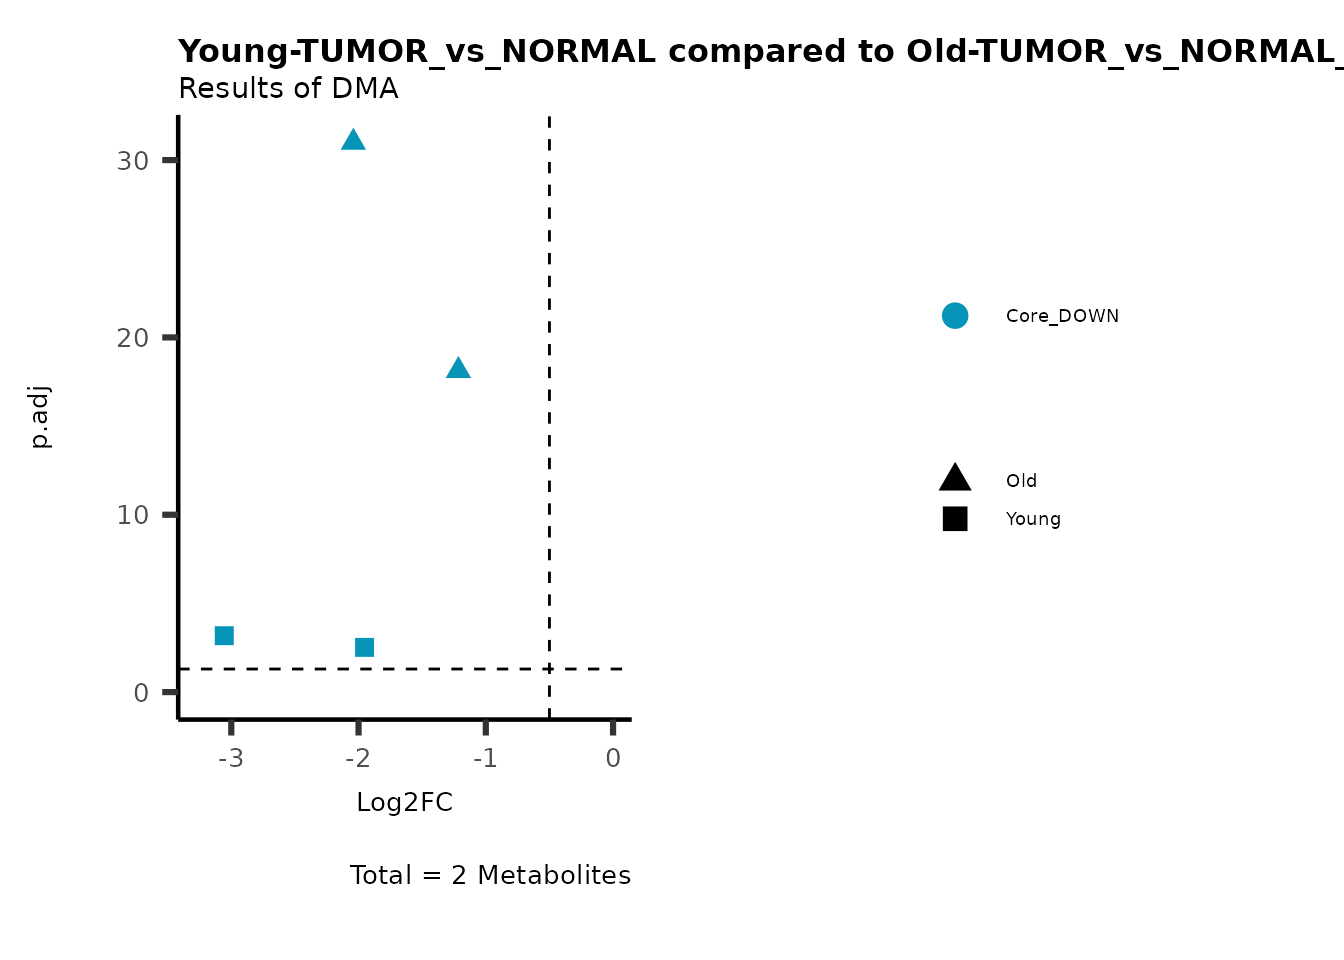 Young-TUMOR_vs_NORMAL compared to Old-TUMOR_vs_NORMAL_
Results of DMA
30
20
10
0
p.adj
-3
-2
-1
0
Log2FC
Total = 2 Metabolites
Core_DOWN
Old
Young